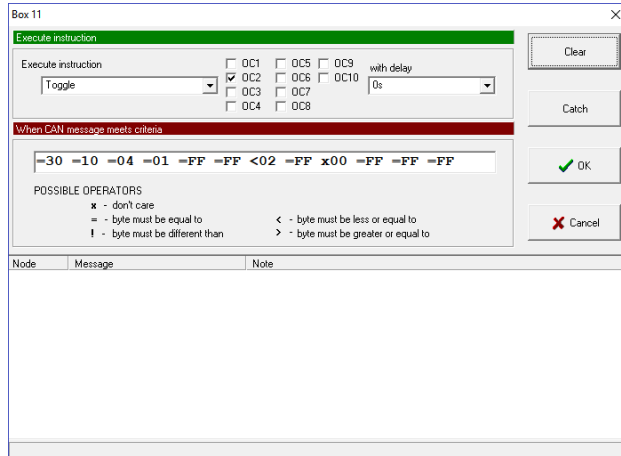 Box 11
Execute instruction
Execute instruction
Toggle
OC1 OC5 OC9
OC2 OC6 OC10
OC3 OC7
OC4 OC8
with delay
0s
Clear
Catch
OK
Cancel
When CAN message meets criteria
=30 =10 =04 =01 =FF =FF <02 =FF x00 =FF =FF =FF
POSSIBLE OPERATORS
x - don't care
= - byte must be equal to
! - byte must be different than
< - byte must be less or equal to
> - byte must be greater or equal to
Node Message Note